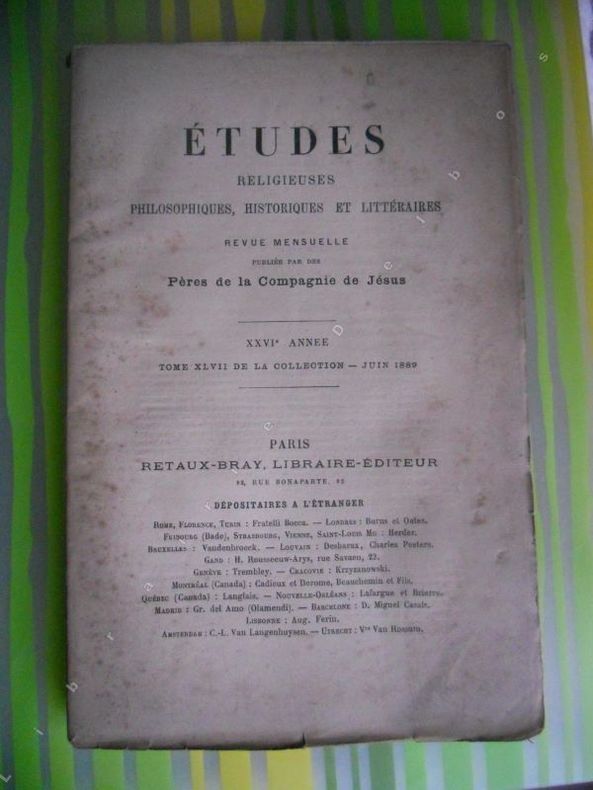 ÉTUDES
RELIGIEUSES
PHILOSOPHIQUES, HISTORIQUES ET LITTÉRAIRES
REVUE MENSUELLE
PUBLIÉE PAR DES
Pères de la Compagnie de Jésus
XXVIᵉ ANNEE
TOME XLVII DE LA COLLECTION — JUIN 1889
PARIS
RETAUX-BRAY, LIBRAIRE-ÉDITEUR
82, RUE BONAPARTE, 82
DÉPOSITAIRES A L'ÉTRANGER
ROME, FLORENCE, TURIN : Fratelli Bocca. — LONDRES : Burns et Oates.
FRIBOURG (Bade), STRASBOURG, VIENNE, SAINT-LOUIS Mo : Herder.
BRUXELLES : Vandenbroeck. — LOUVAIN : Desbarax, Charles Peeters.
GAND : H. Rousseeuw-Arys, rue Savaen, 22.
GENÈVE : Trembley. — CRACOVIE : Krzyzanowski.
MONTRÉAL (Canada) : Cadieux et Derome, Beauchemin et Fils.
QUÉBEC (Canada) : Langlais. — NOUVELLE-ORLÉANS : Lafargue et Brierre.
MADRID : Gr. del Amo (Olamendi). — BARCELONE : D. Miguel Casals.
LISBONNE : Aug. Ferin.
AMSTERDAM : C.-L. Van Langenhuysen. — UTRECHT : Vᵛᵉ Van Rossum.
Librairie Deleibos